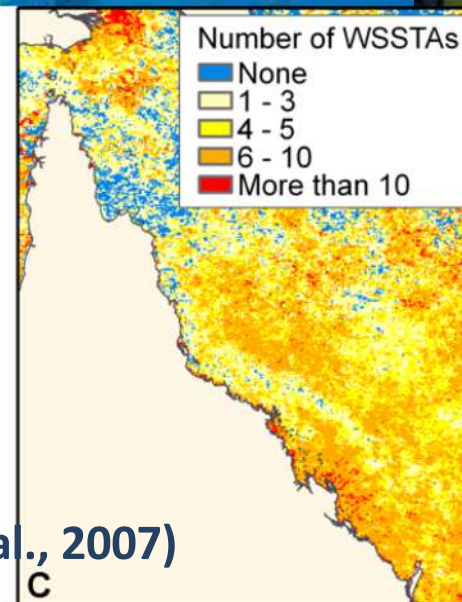 Number of WSSTAs
None
1 - 3
4 - 5
6 - 10
More than 10
al., 2007)
C